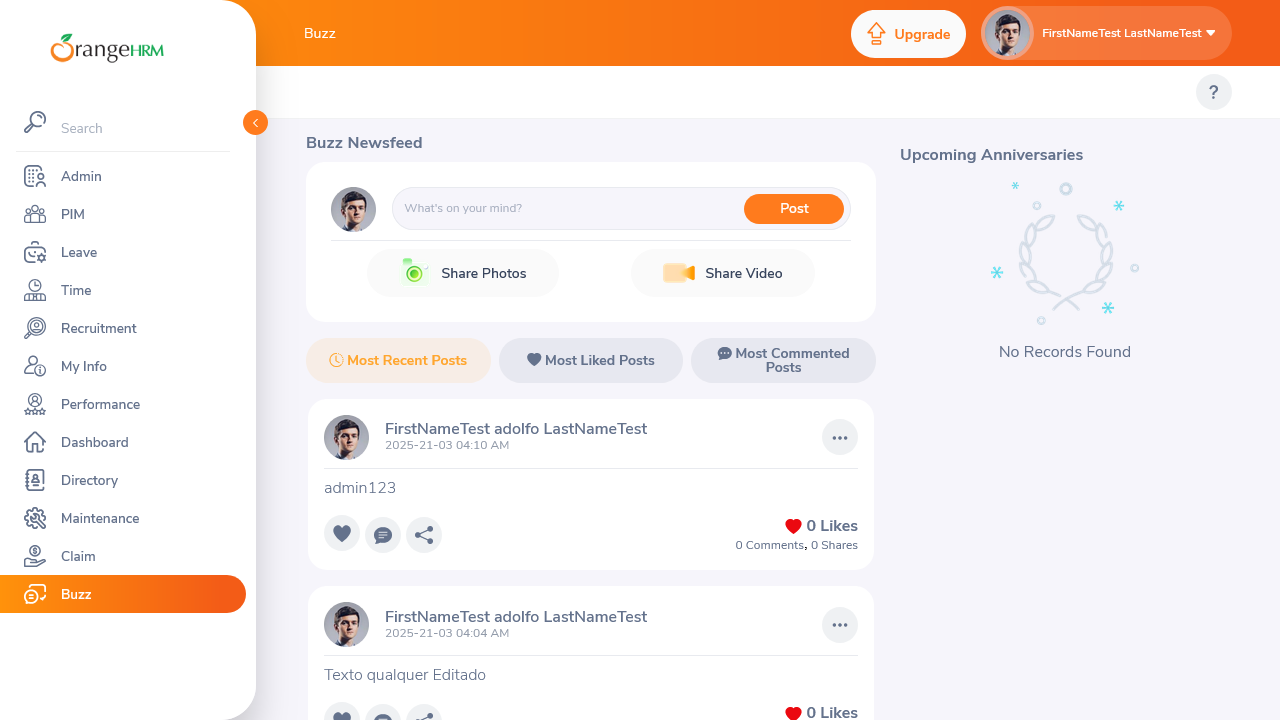 OrangeHRM
Buzz
Upgrade
FirstNameTest LastNameTest
?
Search
Admin
PIM
Leave
Time
Recruitment
My Info
Performance
Dashboard
Directory
Maintenance
Claim
Buzz
Buzz Newsfeed
What's on your mind?
Post
Share Photos
Share Video
Most Recent Posts
Most Liked Posts
Most Commented
Posts
FirstNameTest adolfo LastNameTest
2025-21-03 04:10 AM
admin123
0 Likes
0 Comments, 0 Shares
FirstNameTest adolfo LastNameTest
2025-21-03 04:04 AM
Texto qualquer Editado
0 Likes
Upcoming Anniversaries
No Records Found